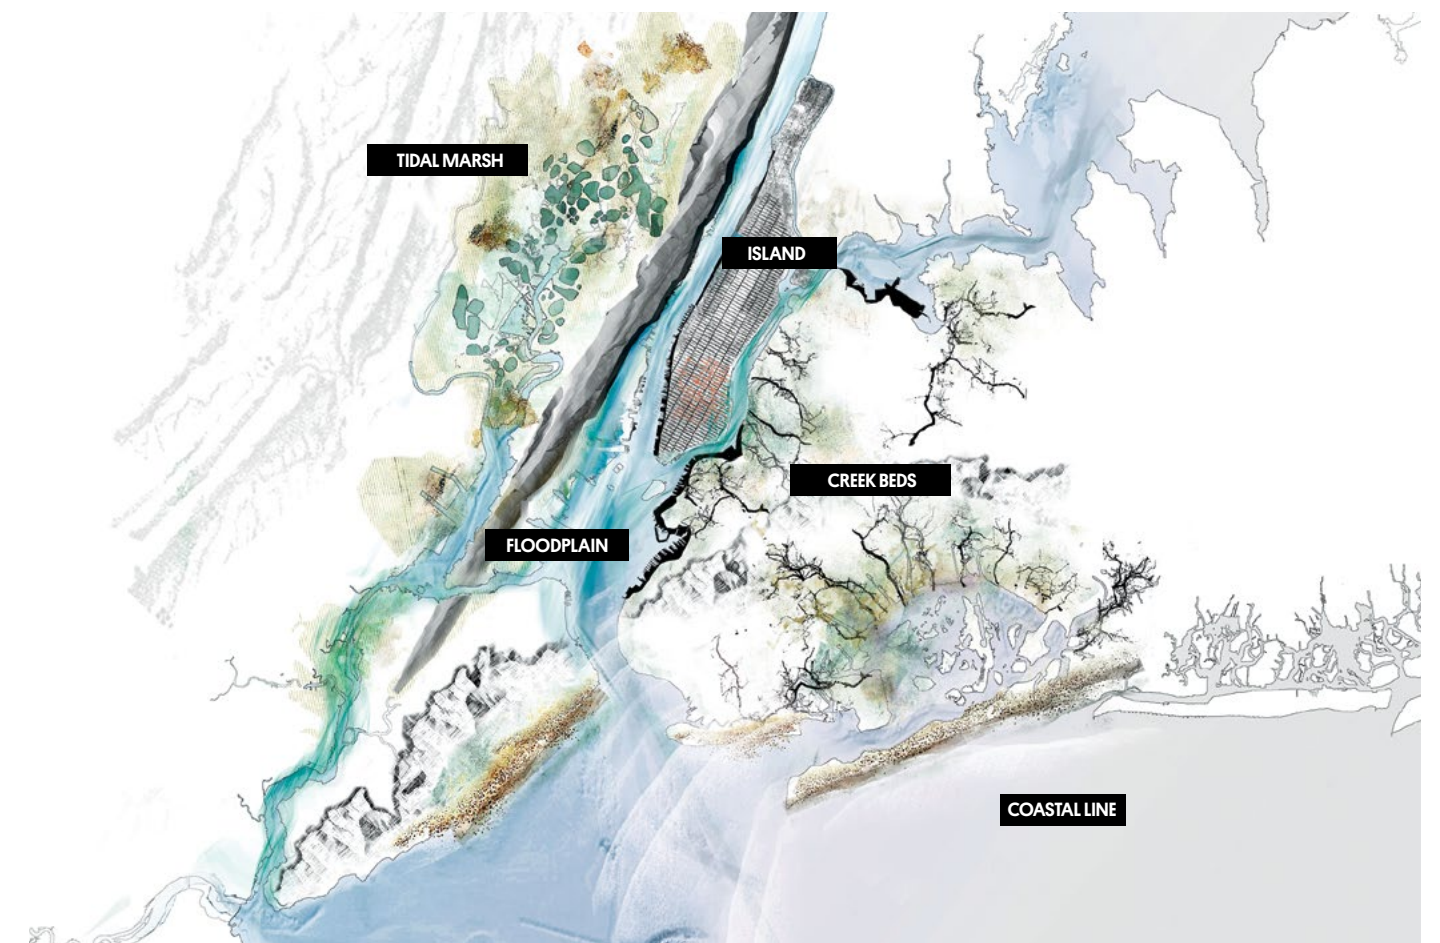 TIDAL MARSH
ISLAND
CREEK BEDS
FLOODPLAIN
COASTAL LINE